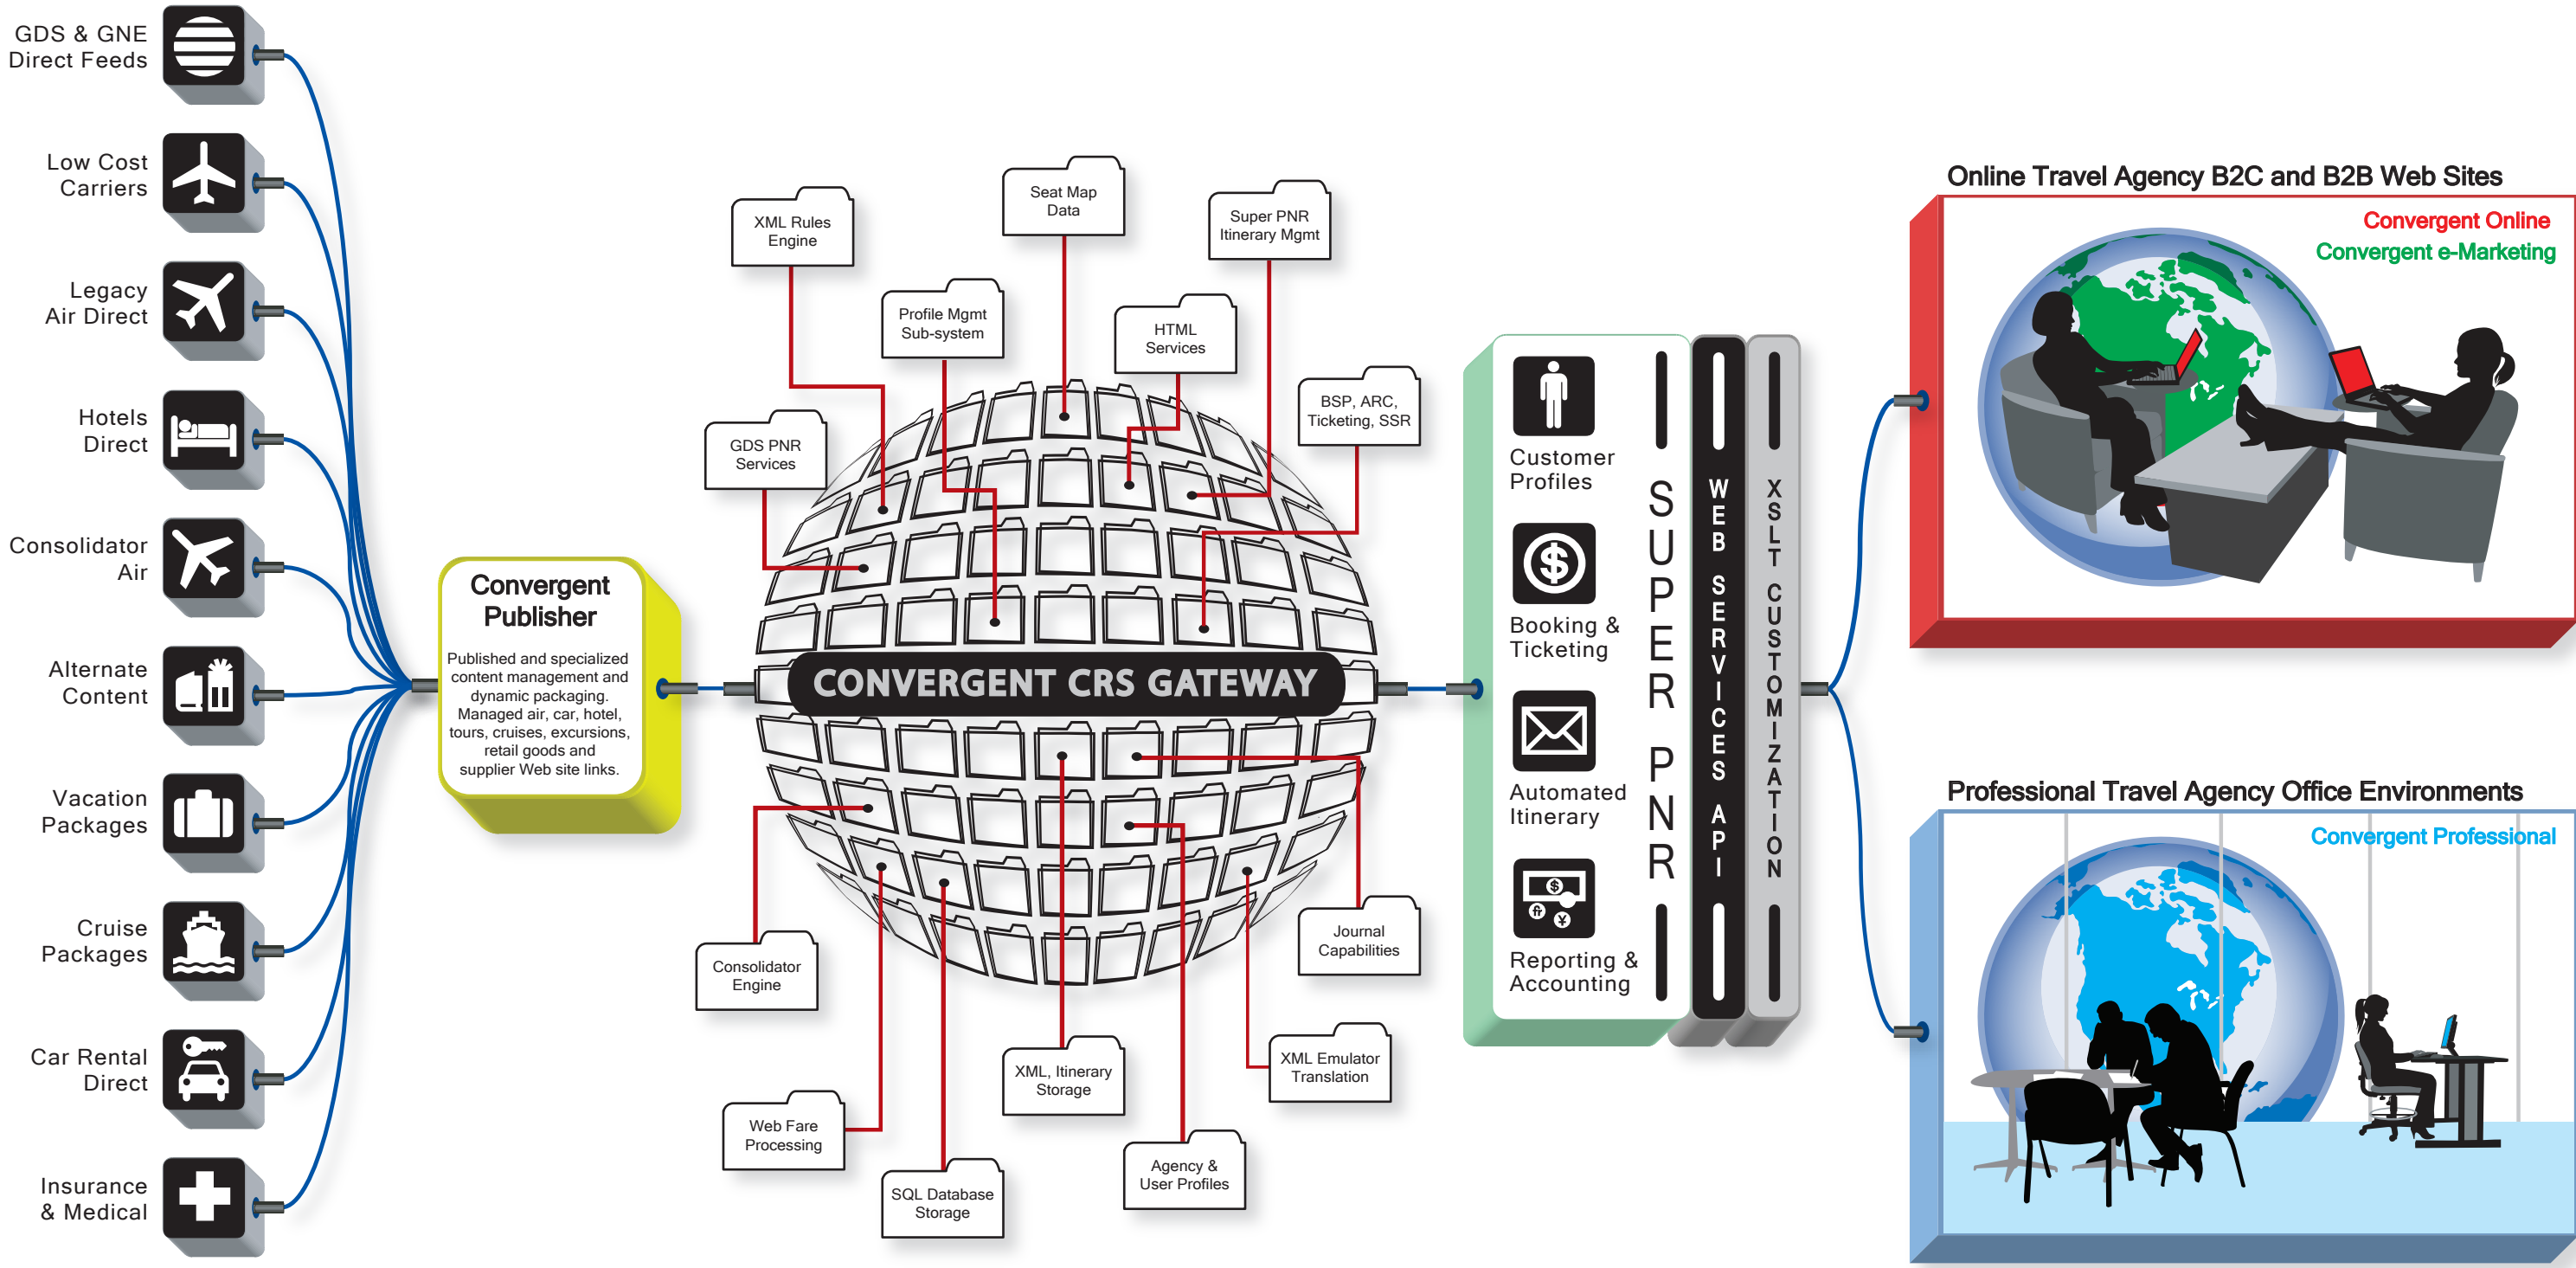 GDS & GNE
Direct Feeds
Low Cost
Carriers
Legacy
Air Direct
Hotels
Direct
Consolidator
Air
Alternate
Content
Vacation
Packages
Cruise
Packages
Car Rental
Direct
Insurance
& Medical
Convergent
Publisher
Published and specialized
content management and
dynamic packaging.
Managed air, car, hotel,
tours, cruises, excursions,
retail goods and
supplier Web site links.
XML Rules
Engine
Seat Map
Data
Super PNR
Itinerary Mgmt
Profile Mgmt
Sub-system
HTML
Services
BSP, ARC,
Ticketing, SSR
GDS PNR
Services
CONVERGENT CRS GATEWAY
Consolidator
Engine
Journal
Capabilities
XML, Itinerary
Storage
XML Emulator
Translation
Web Fare
Processing
Agency &
User Profiles
SQL Database
Storage
Customer
Profiles
Booking &
Ticketing
Automated
Itinerary
Reporting &
Accounting
SUPER PNR
WEB SERVICES API
XSLT CUSTOMIZATION
Online Travel Agency B2C and B2B Web Sites
Convergent Online
Convergent e-Marketing
Professional Travel Agency Office Environments
Convergent Professional